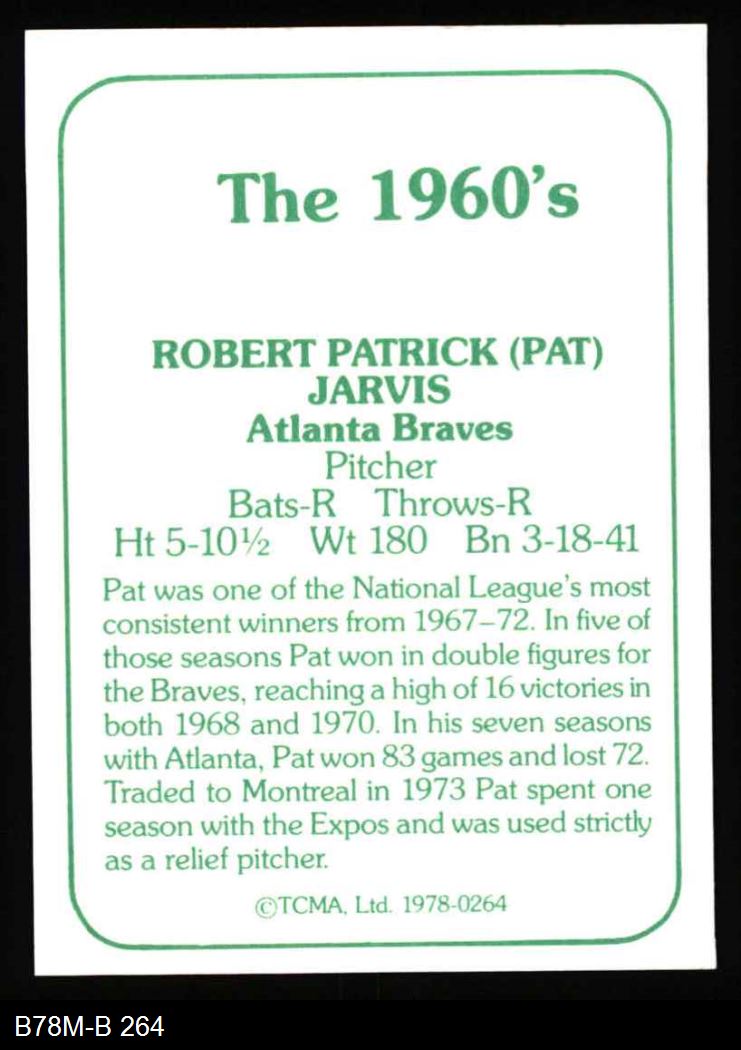 The 1960's
ROBERT PATRICK (PAT)
JARVIS
Atlanta Braves
Pitcher
Bats-R Throws-R
Ht 5-10½ Wt 180 Bn 3-18-41
Pat was one of the National League's most
consistent winners from 1967–72. In five of
those seasons Pat won in double figures for
the Braves, reaching a high of 16 victories in
both 1968 and 1970. In his seven seasons
with Atlanta, Pat won 83 games and lost 72.
Traded to Montreal in 1973 Pat spent one
season with the Expos and was used strictly
as a relief pitcher.
©TCMA, Ltd. 1978-0264
B78M-B 264